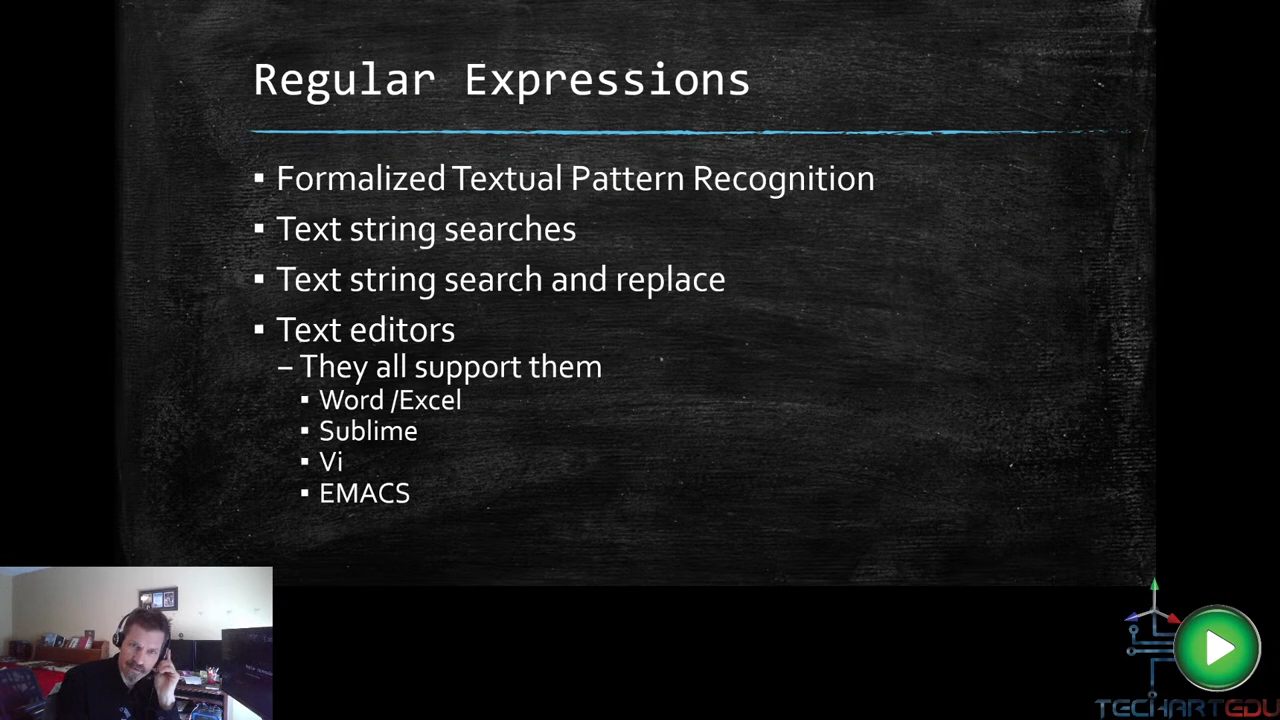 Regular Expressions
▪ Formalized Textual Pattern Recognition
▪ Text string searches
▪ Text string search and replace
▪ Text editors
– They all support them
▪ Word /Excel
▪ Sublime
▪ Vi
▪ EMACS
TECHARTEDU